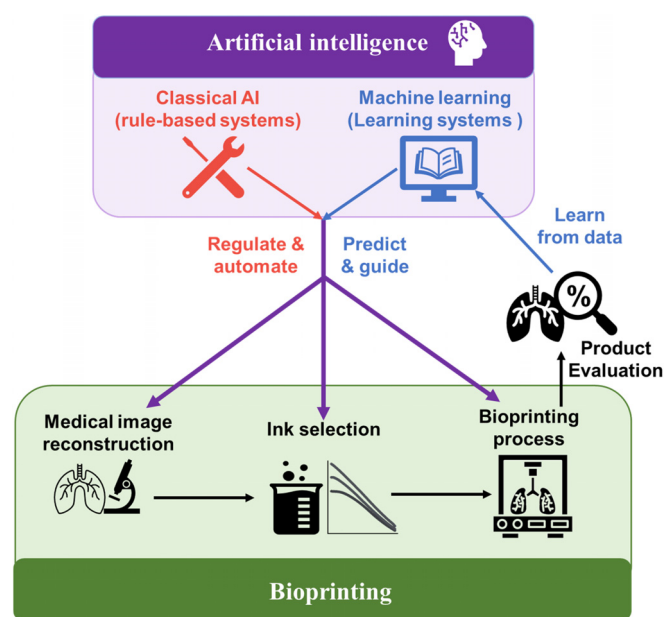 Artificial intelligence
Classical AI
(rule-based systems)
Machine learning
(Learning systems )
Regulate &
automate
Predict
& guide
Learn
from data
%
Product
Evaluation
Medical image
reconstruction
Ink selection
Bioprinting
process
Bioprinting